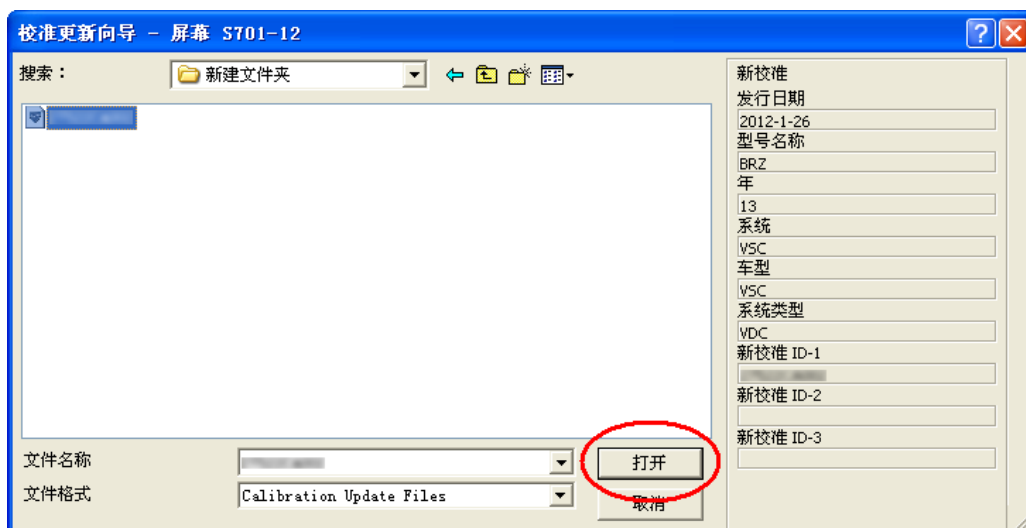 校准更新向导 - 屏幕 S701-12
搜索：
新建文件夹
文件名称
打开
文件格式
Calibration Update Files
取消
新校准
发行日期
2012-1-26
型号名称
BRZ
年
13
系统
VSC
车型
VSC
系统类型
VDC
新校准 ID-1
新校准 ID-2
新校准 ID-3